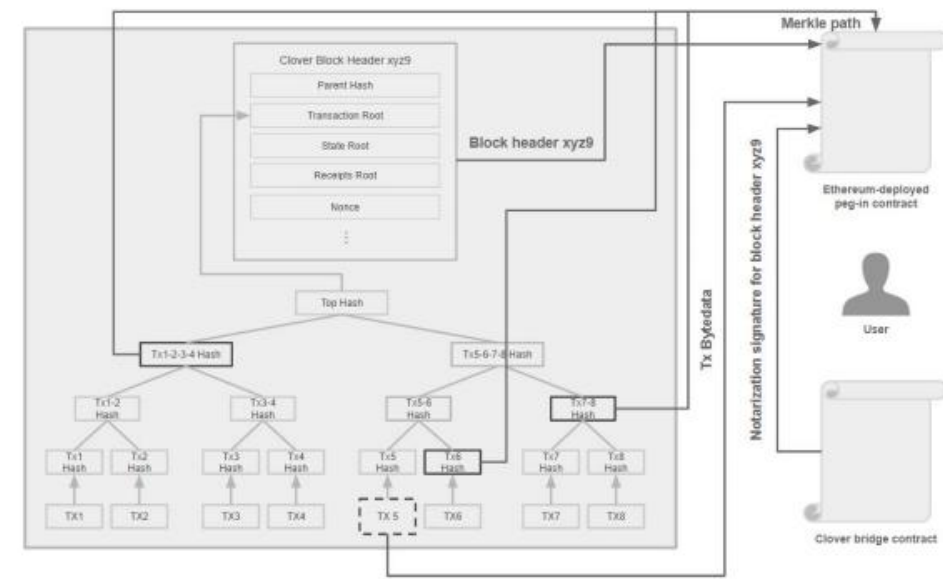 Merkle path
Clover Block Header xyz9
Parent Hash
Transaction Root
State Root
Receipts Root
Nonce
Block header xyz9
Ethereum-deployed
peg-in contract
Notarization signature for block header xyz9
Tx Bytedata
User
Top Hash
Tx1-2-3-4 Hash
Tx5-6-7-8 Hash
Tx1-2
Hash
Tx3-4
Hash
Tx5-6
Hash
Tx7-8
Hash
Tx1
Hash
Tx2
Hash
Tx3
Hash
Tx4
Hash
Tx5
Hash
Tx6
Hash
Tx7
Hash
Tx8
Hash
TX1
TX2
TX3
TX4
TX 5
TX6
TX7
TX8
Clover bridge contract